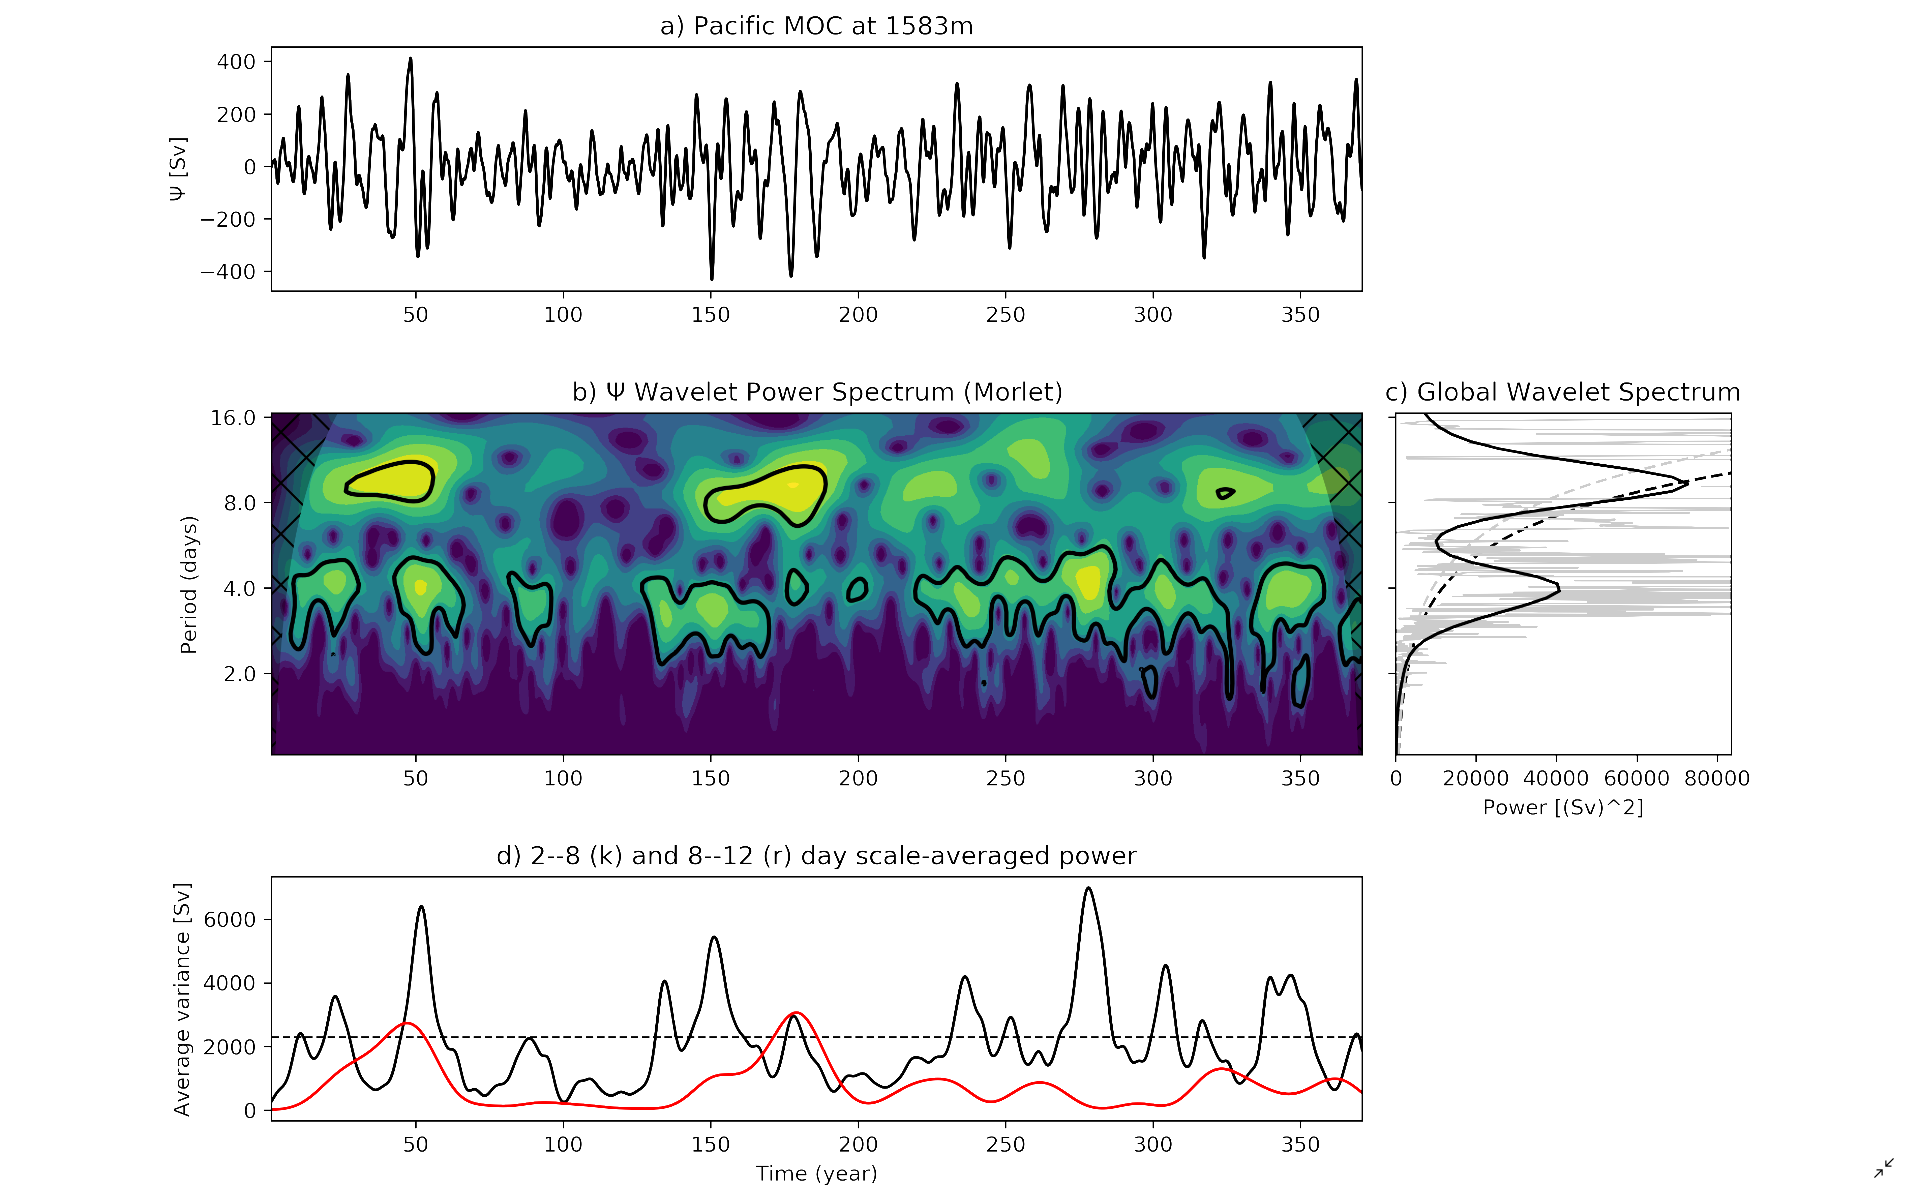 a) Pacific MOC at 1583m
400
200
0
−200
−400
Ψ [Sv]
50 100 150 200 250 300 350
b) Ψ Wavelet Power Spectrum (Morlet)
16.0
8.0
4.0
2.0
Period (days)
50 100 150 200 250 300 350
c) Global Wavelet Spectrum
0 20000 40000 60000 80000
Power [(Sv)^2]
d) 2--8 (k) and 8--12 (r) day scale-averaged power
6000
4000
2000
0
Average variance [Sv]
50 100 150 200 250 300 350
Time (year)